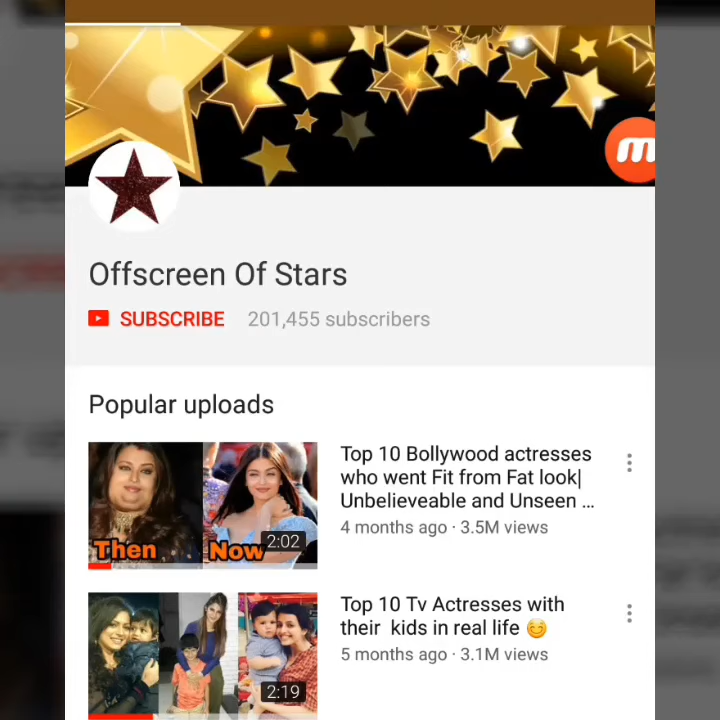 m
Offscreen Of Stars
SUBSCRIBE 201,455 subscribers
Popular uploads
Top 10 Bollywood actresses
who went Fit from Fat look|
Unbelieveable and Unseen ...
4 months ago · 3.5M views
Then Now 2:02
Top 10 Tv Actresses with
their kids in real life 😊
5 months ago · 3.1M views
2:19